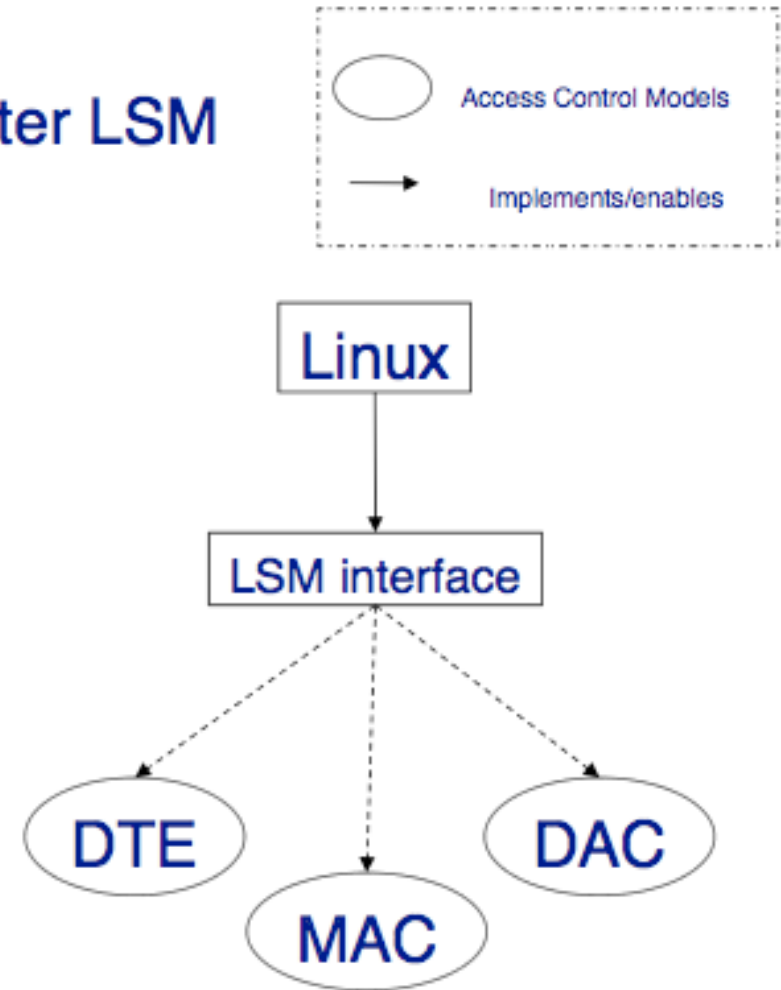 ter LSM
Access Control Models
Implements/enables
Linux
LSM interface
DTE
DAC
MAC